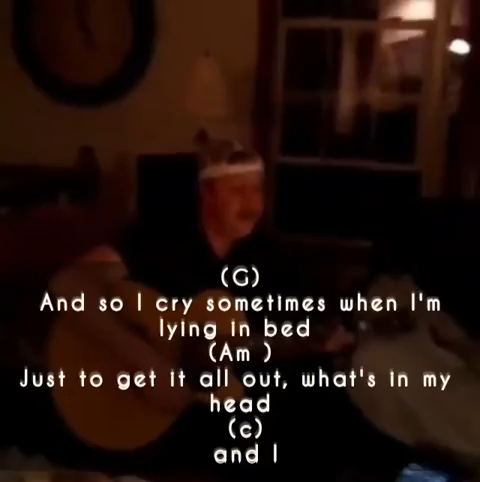 (G)
And so I cry sometimes when I'm
lying in bed
(Am )
Just to get it all out, what's in my
head
(c)
and I